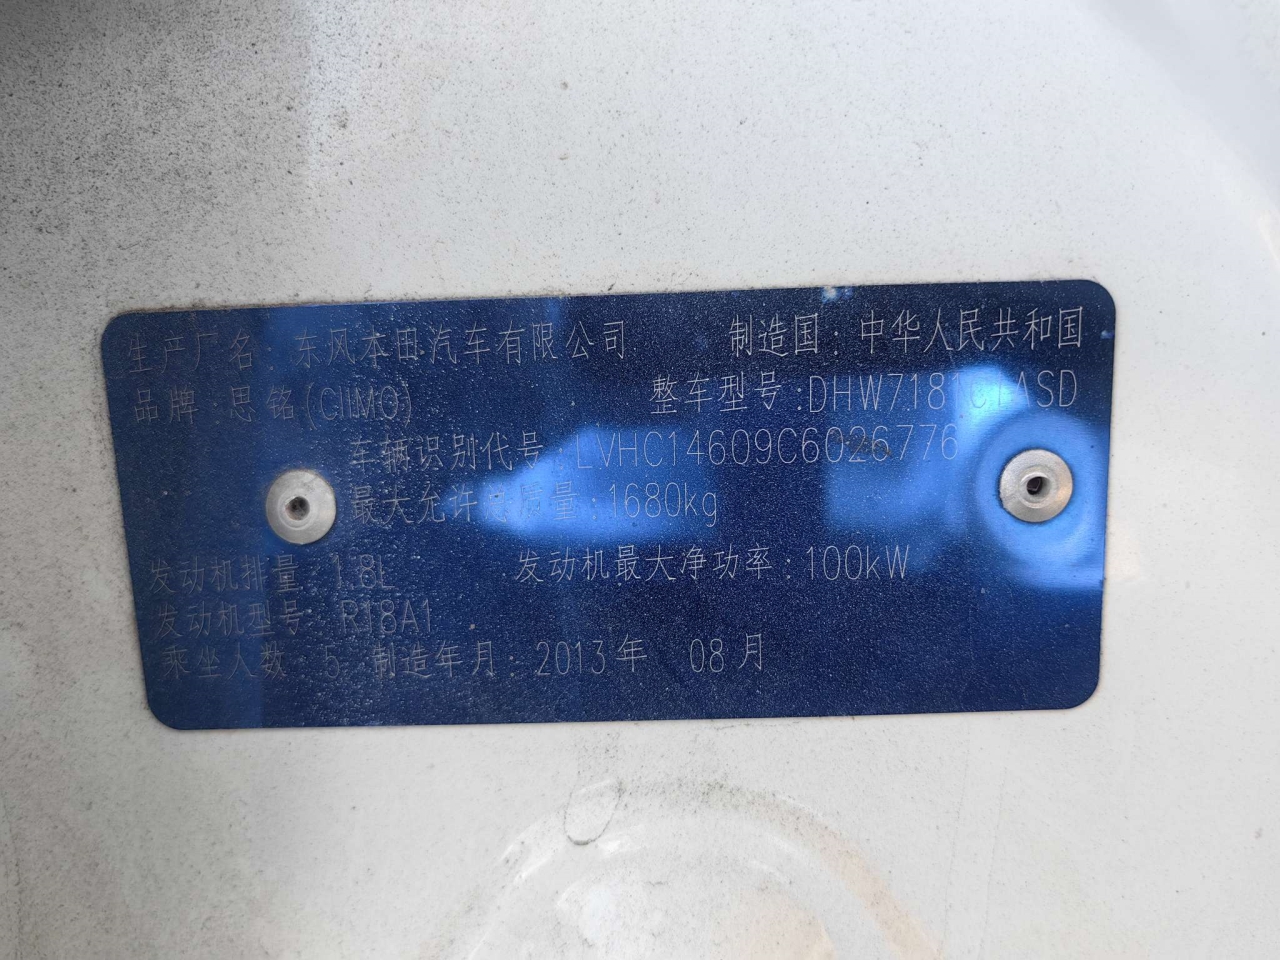 生产厂名:东风本田汽车有限公司 制造国:中华人民共和国
品牌:思铭(CIIMO) 整车型号:DHW7181C1ASD
车辆识别代号:LVHC14609C6026776
最大允许总质量:1680kg
发动机排量:1.8L 发动机最大净功率:100kW
发动机型号:R18A1
乘坐人数:5 制造年月:2013年 08月